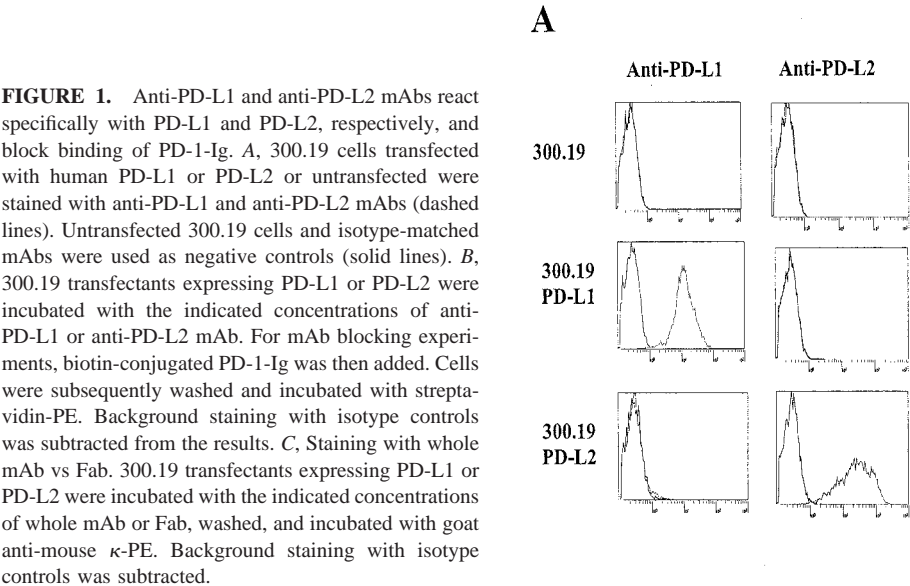 A
Anti-PD-L1 Anti-PD-L2
FIGURE 1. Anti-PD-L1 and anti-PD-L2 mAbs react
specifically with PD-L1 and PD-L2, respectively, and
block binding of PD-1-Ig. A, 300.19 cells transfected
with human PD-L1 or PD-L2 or untransfected were
stained with anti-PD-L1 and anti-PD-L2 mAbs (dashed
lines). Untransfected 300.19 cells and isotype-matched
mAbs were used as negative controls (solid lines). B,
300.19 transfectants expressing PD-L1 or PD-L2 were
incubated with the indicated concentrations of anti-
PD-L1 or anti-PD-L2 mAb. For mAb blocking experi-
ments, biotin-conjugated PD-1-Ig was then added. Cells
were subsequently washed and incubated with strepta-
vidin-PE. Background staining with isotype controls
was subtracted from the results. C, Staining with whole
mAb vs Fab. 300.19 transfectants expressing PD-L1 or
PD-L2 were incubated with the indicated concentrations
of whole mAb or Fab, washed, and incubated with goat
anti-mouse κ-PE. Background staining with isotype
controls was subtracted.
300.19
300.19
PD-L1
300.19
PD-L2